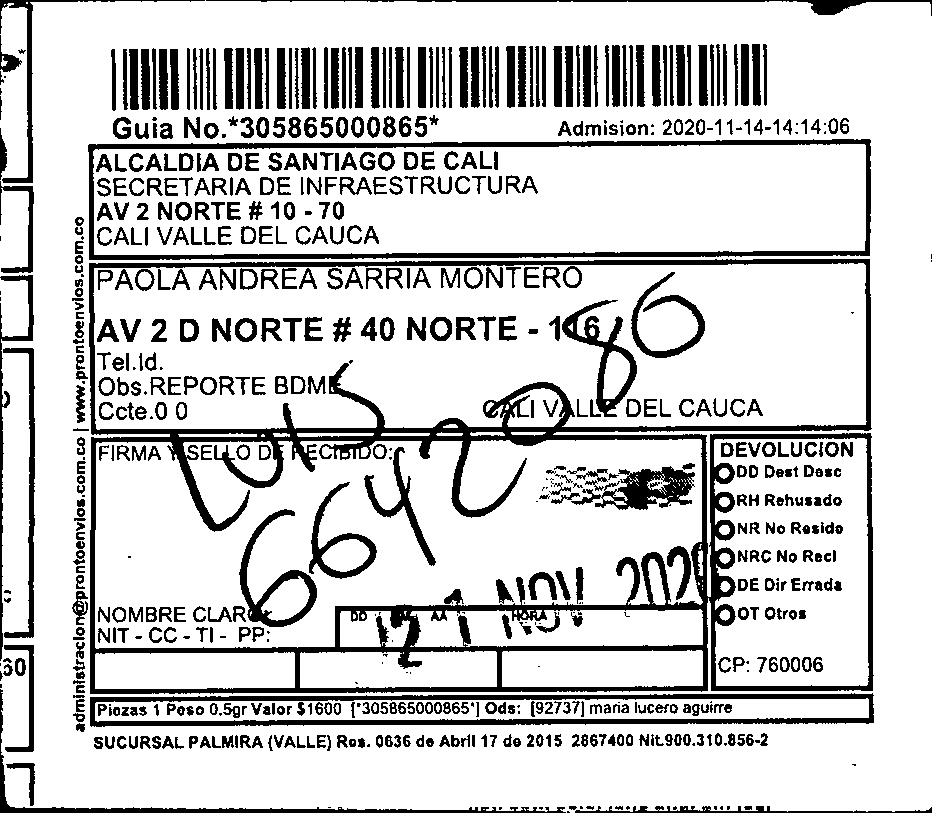 Guia No.*305865000865*
Admision: 2020-11-14-14:14:06
ALCALDIA DE SANTIAGO DE CALI
SECRETARIA DE INFRAESTRUCTURA
AV 2 NORTE # 10 - 70
CALI VALLE DEL CAUCA
PAOLA ANDREA SARRIA MONTERO
AV 2 D NORTE # 40 NORTE - 116
Tel.Id.
Obs.REPORTE BDME
Ccte.0 0
CALI VALLE DEL CAUCA
LUIS
6642086
FIRMA Y SELLO DE RECIBIDO:
21 NOV 2020
NOMBRE CLARO:
NIT - CC - TI - PP:
DD
AA
HORA
DEVOLUCION
DD Dest Desc
RH Rehusado
NR No Reside
NRC No Recl
DE Dir Errada
OT Otros
CP: 760006
Piezas 1 Peso 0.5gr Valor $1600 [*305865000865*] Ods: [92737] maria lucero aguirre
SUCURSAL PALMIRA (VALLE) Res. 0636 de Abril 17 de 2015 2867400 Nit.900.310.856-2
administracion@prontoenvios.com.co | www.prontoenvios.com.co
60